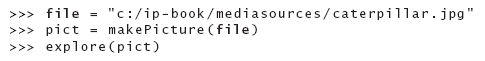 >>> file = "c:/ip-book/mediasources/caterpillar.jpg"
>>> pict = makePicture(file)
>>> explore(pict)